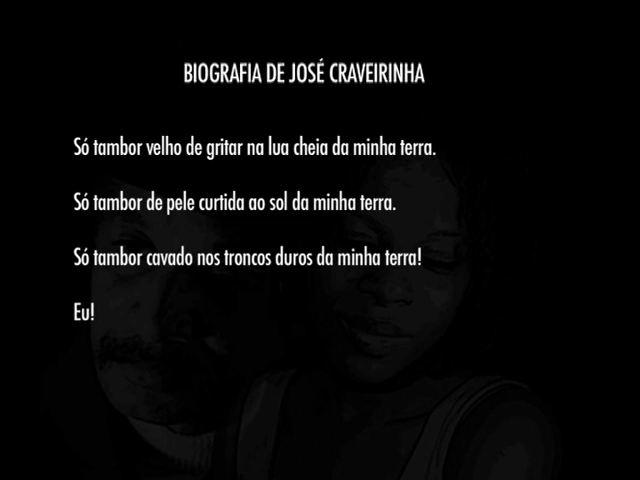 BIOGRAFIA DE JOSÉ CRAVEIRINHA
Só tambor velho de gritar na lua cheia da minha terra.
Só tambor de pele curtida ao sol da minha terra.
Só tambor cavado nos troncos duros da minha terra!
Eu!